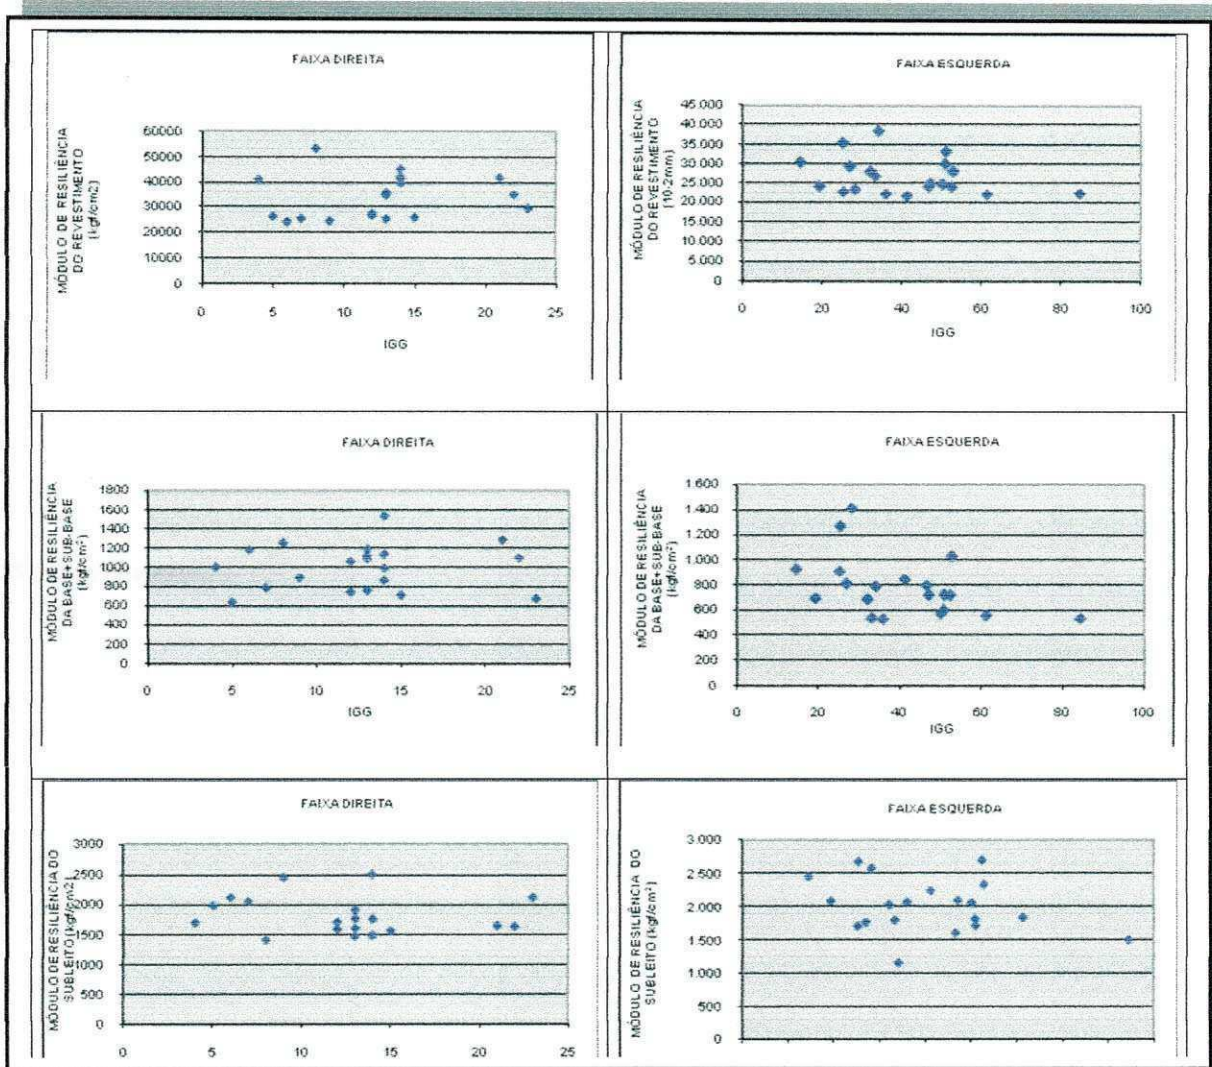 FAIXA DIREITA
MÓDULO DE RESILIÊNCIA
DO REVESTIMENTO
(kgf/cm2)
60000
50000
40000
30000
20000
10000
0
0 5 10 15 20 25
IGG
FAIXA ESQUERDA
MÓDULO DE RESILIÊNCIA
DO REVESTIMENTO
(10-2mm)
45.000
40.000
35.000
30.000
25.000
20.000
15.000
10.000
5.000
0
0 20 40 60 80 100
IGG
FAIXA DIREITA
MÓDULO DE RESILIÊNCIA
DA BASE+SUB-BASE
(kgf/cm²)
1800
1600
1400
1200
1000
800
600
400
200
0
0 5 10 15 20 25
IGG
FAIXA ESQUERDA
MÓDULO DE RESILIÊNCIA
DA BASE+SUB-BASE
(kgf/cm²)
1.600
1.400
1.200
1.000
800
600
400
200
0
0 20 40 60 80 100
IGG
FAIXA DIREITA
MÓDULO DE RESILIÊNCIA DO
SUBLEITO (kgf/cm2)
3000
2500
2000
1500
1000
500
0
0 5 10 15 20 25
FAIXA ESQUERDA
MÓDULO DE RESILIÊNCIA DO
SUBLEITO (kgf/cm²)
3.000
2.500
2.000
1.500
1.000
500
0